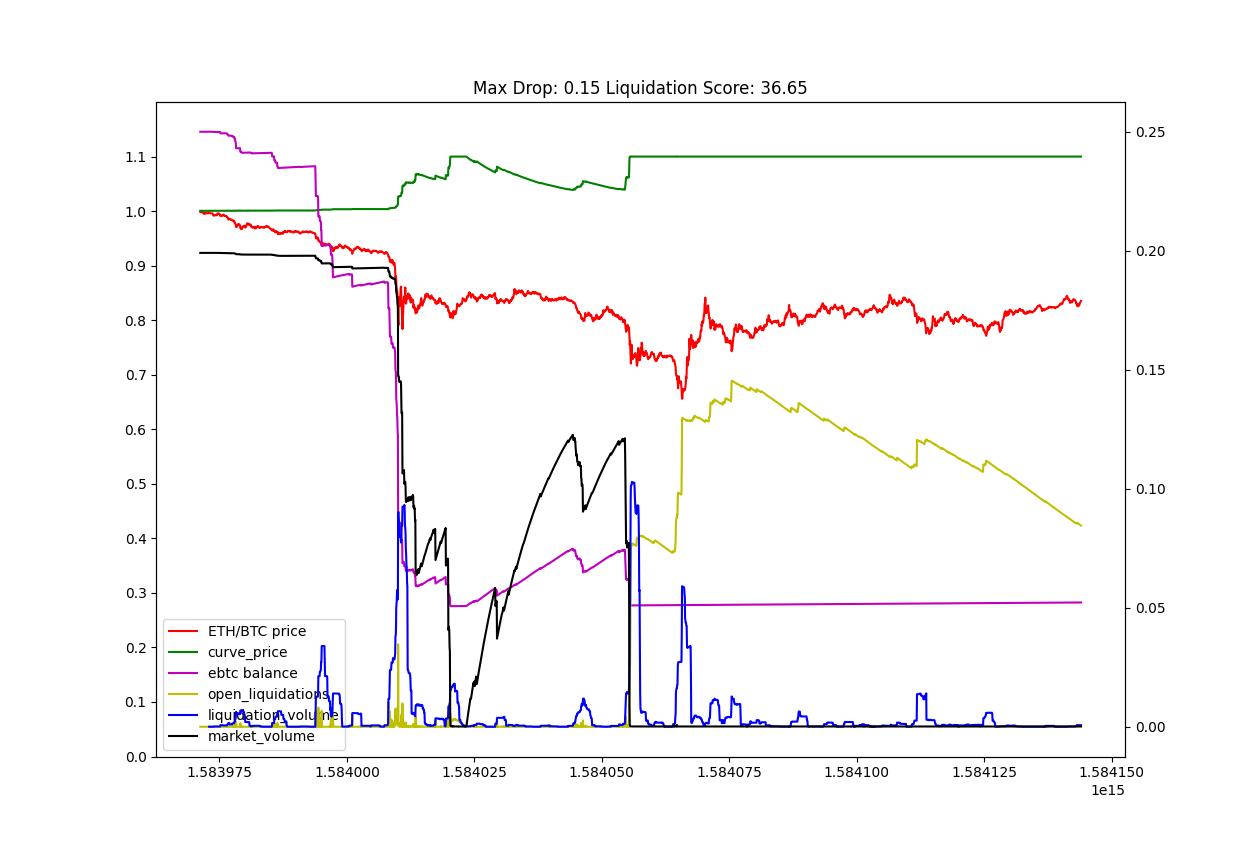 Max Drop: 0.15 Liquidation Score: 36.65
1.1
1.0
0.9
0.8
0.7
0.6
0.5
0.4
0.3
0.2
0.1
0.0
0.25
0.20
0.15
0.10
0.05
0.00
ETH/BTC price
curve_price
ebtc balance
open_liquidations
liquidation_volume
market_volume
1.583975 1.584000 1.584025 1.584050 1.584075 1.584100 1.584125 1.584150
1e15